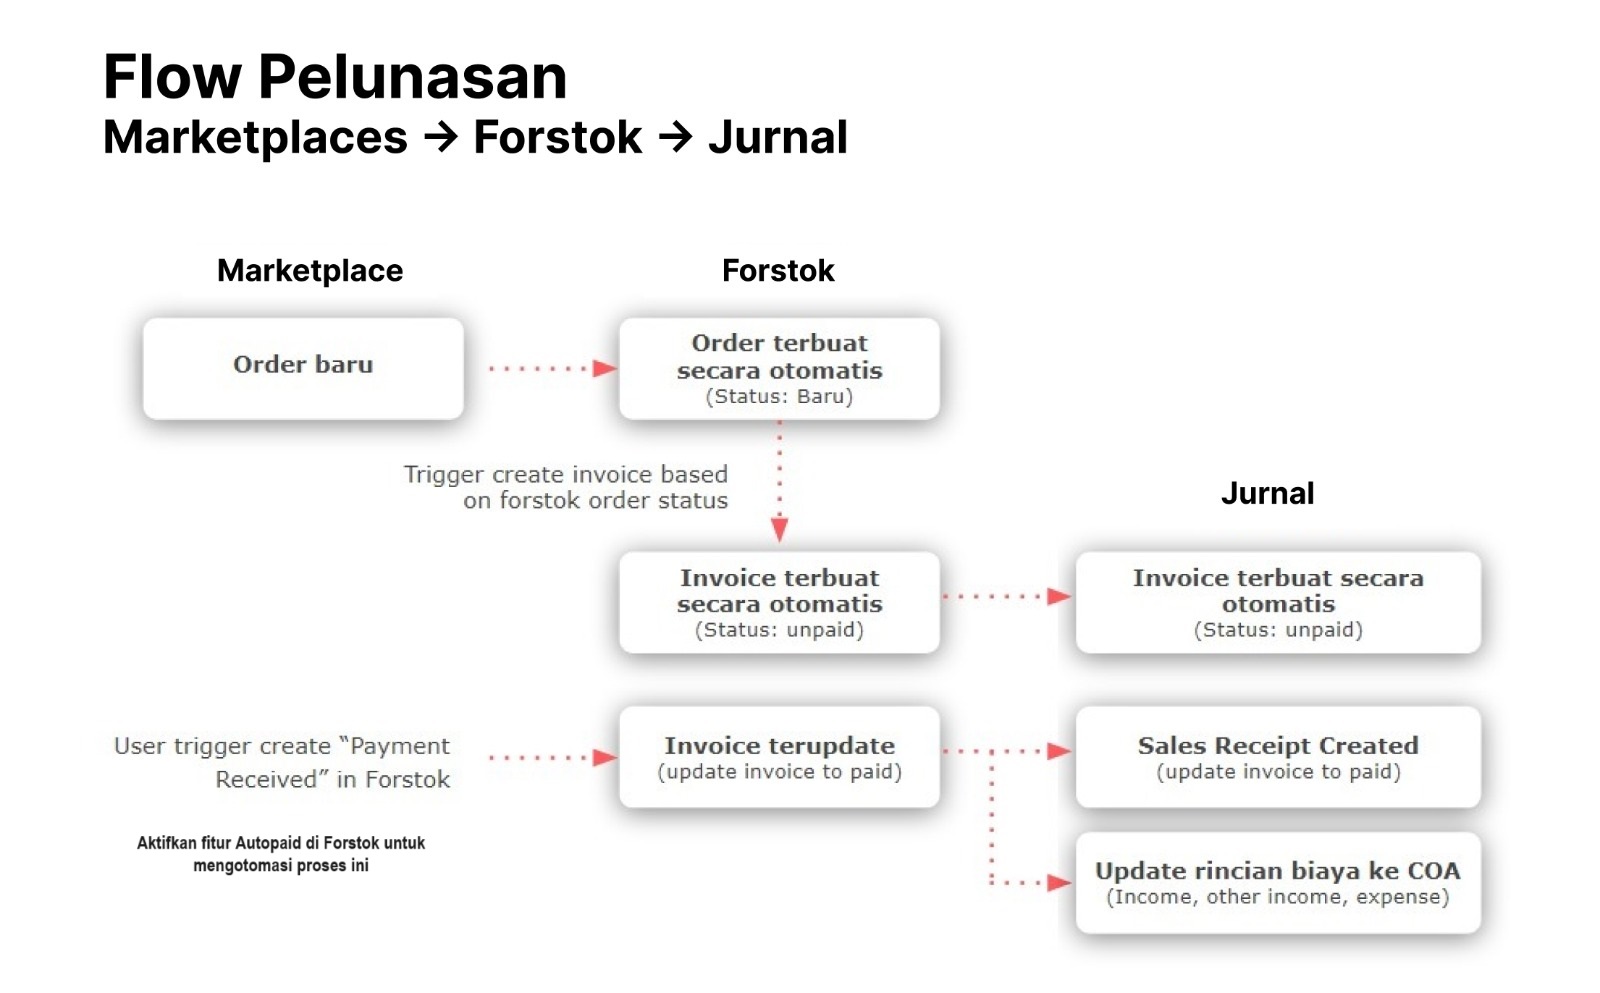 Flow Pelunasan
Marketplaces → Forstok → Jurnal
Marketplace
Forstok
Order baru
Order terbuat
secara otomatis
(Status: Baru)
Trigger create invoice based
on forstok order status
Jurnal
Invoice terbuat
secara otomatis
(Status: unpaid)
Invoice terbuat secara
otomatis
(Status: unpaid)
User trigger create “Payment
Received” in Forstok
Invoice terupdate
(update invoice to paid)
Sales Receipt Created
(update invoice to paid)
Aktifkan fitur Autopaid di Forstok untuk
mengotomasi proses ini
Update rincian biaya ke COA
(Income, other income, expense)